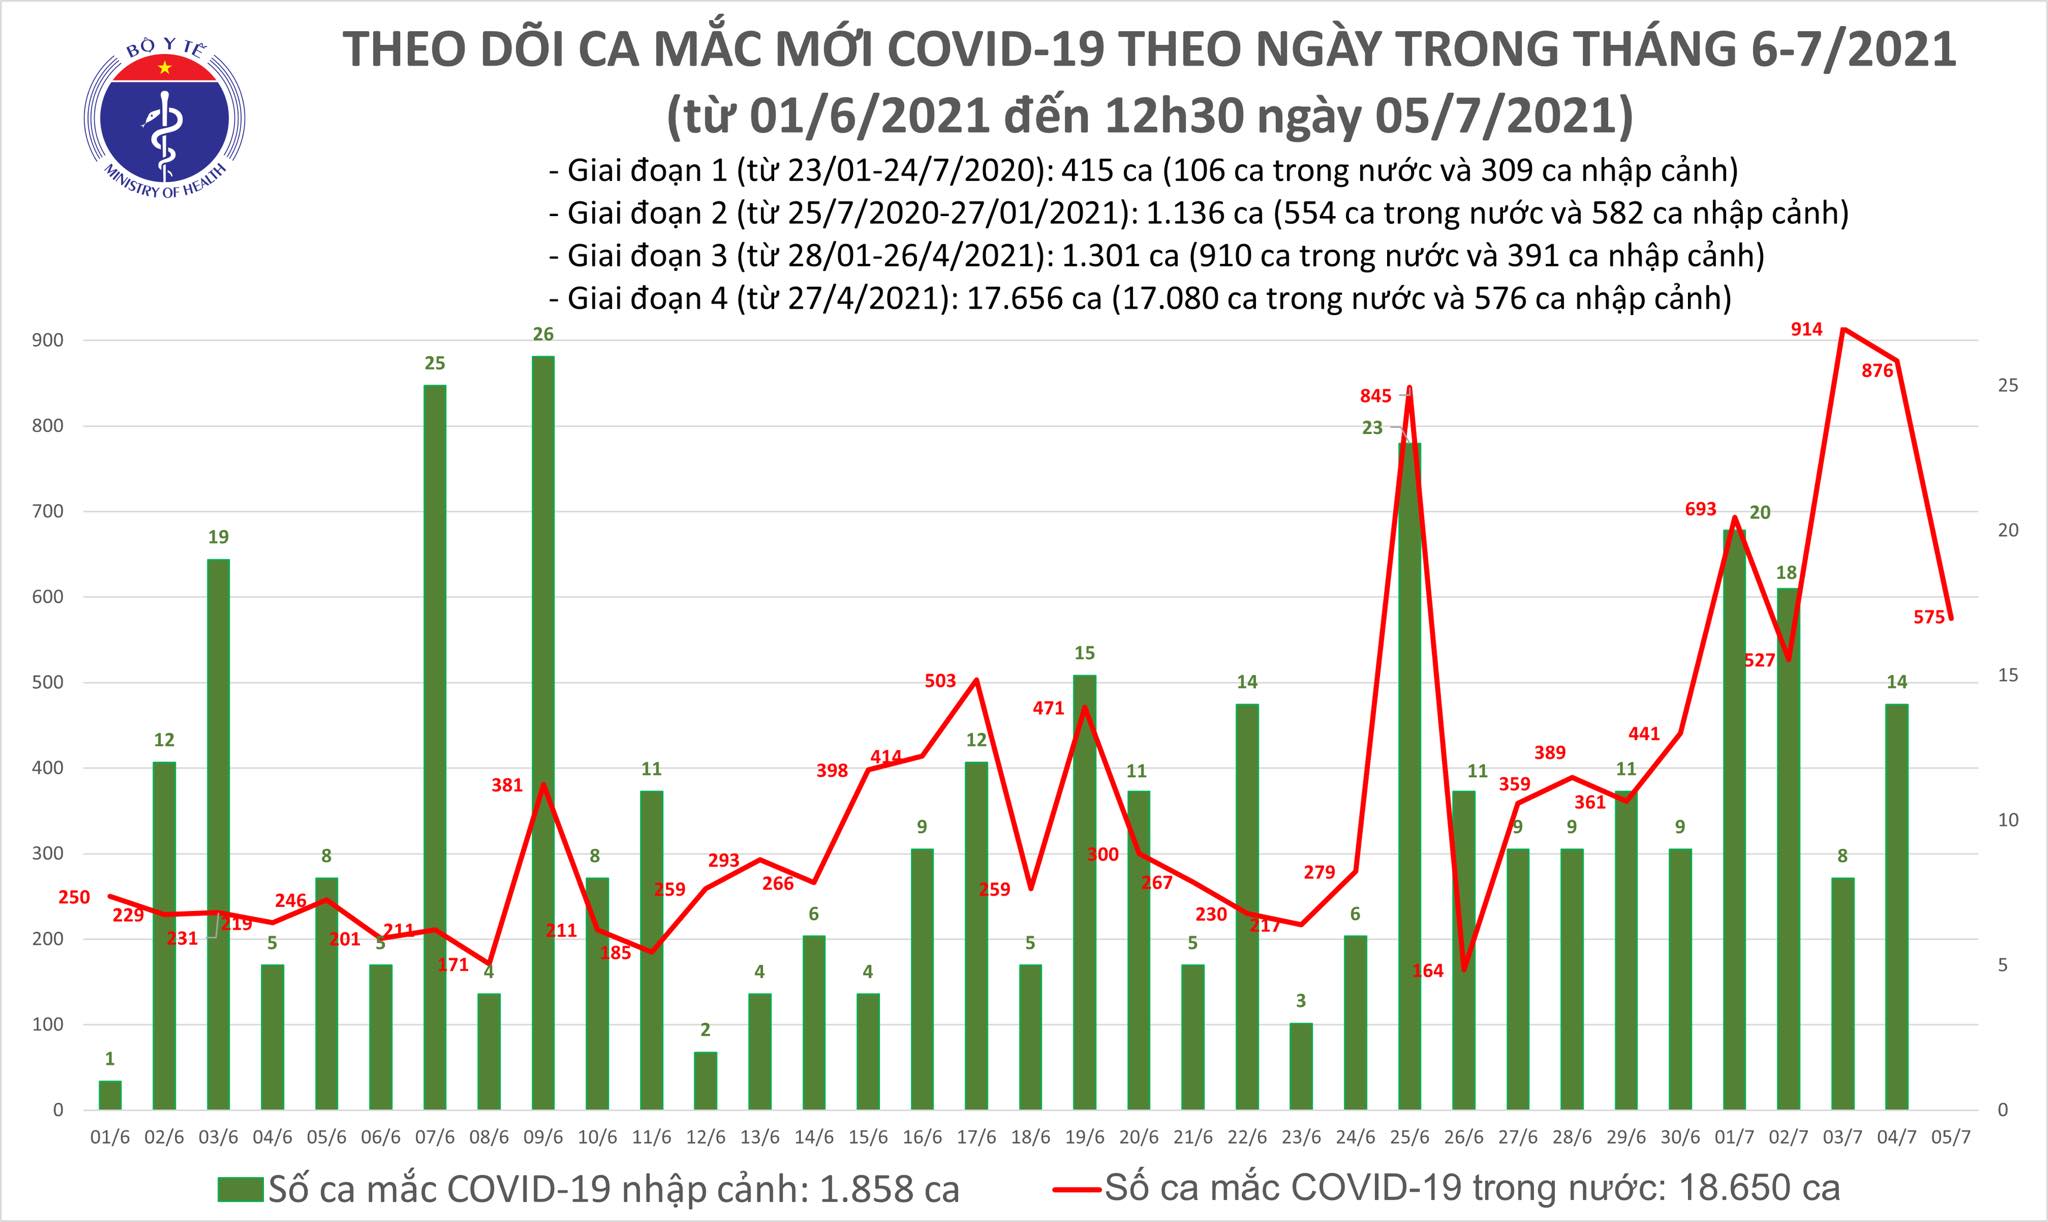 BỘ Y TẾ
MINISTRY OF HEALTH
THEO DÕI CA MẮC MỚI COVID-19 THEO NGÀY TRONG THÁNG 6-7/2021
(từ 01/6/2021 đến 12h30 ngày 05/7/2021)
- Giai đoạn 1 (từ 23/01-24/7/2020): 415 ca (106 ca trong nước và 309 ca nhập cảnh)
- Giai đoạn 2 (từ 25/7/2020-27/01/2021): 1.136 ca (554 ca trong nước và 582 ca nhập cảnh)
- Giai đoạn 3 (từ 28/01-26/4/2021): 1.301 ca (910 ca trong nước và 391 ca nhập cảnh)
- Giai đoạn 4 (từ 27/4/2021): 17.656 ca (17.080 ca trong nước và 576 ca nhập cảnh)
900
800
700
600
500
400
300
200
100
0
25
20
15
10
5
0
1 12 19 5 8 5 25 4 26 8 11 2 4 6 4 9 12 5 15 11 5 14 3 6 23 11 9 9 11 9 20 18 8 14
250 229 231 219 246 201 211 171 381 211 185 259 293 266 398 414 503 259 471 300 267 230 217 279 845 164 359 389 361 441 693 527 914 876 575
01/6 02/6 03/6 04/6 05/6 06/6 07/6 08/6 09/6 10/6 11/6 12/6 13/6 14/6 15/6 16/6 17/6 18/6 19/6 20/6 21/6 22/6 23/6 24/6 25/6 26/6 27/6 28/6 29/6 30/6 01/7 02/7 03/7 04/7 05/7
Số ca mắc COVID-19 nhập cảnh: 1.858 ca
Số ca mắc COVID-19 trong nước: 18.650 ca